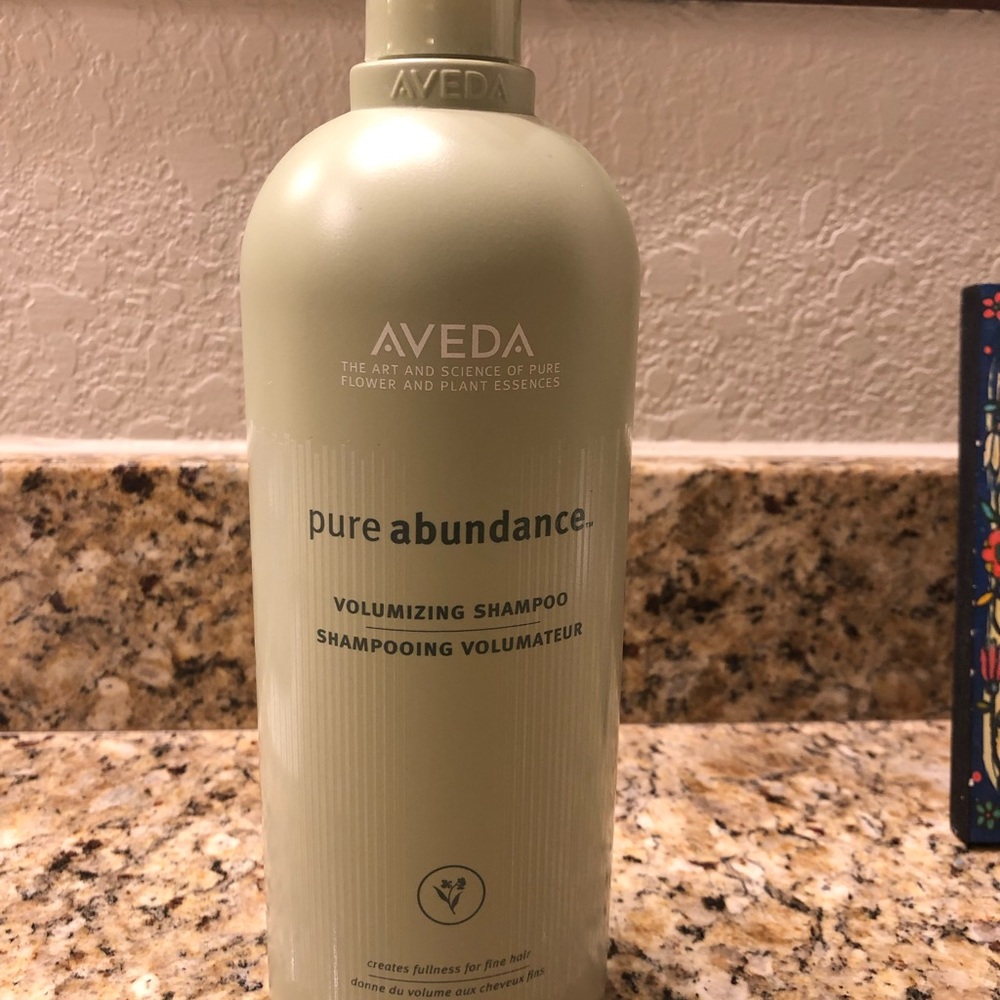 AVEDA
AVEDA
THE ART AND SCIENCE OF PURE
FLOWER AND PLANT ESSENCES
pure abundance™
VOLUMIZING SHAMPOO
SHAMPOOING VOLUMATEUR
creates fullness for fine hair
donne du volume aux cheveux fins